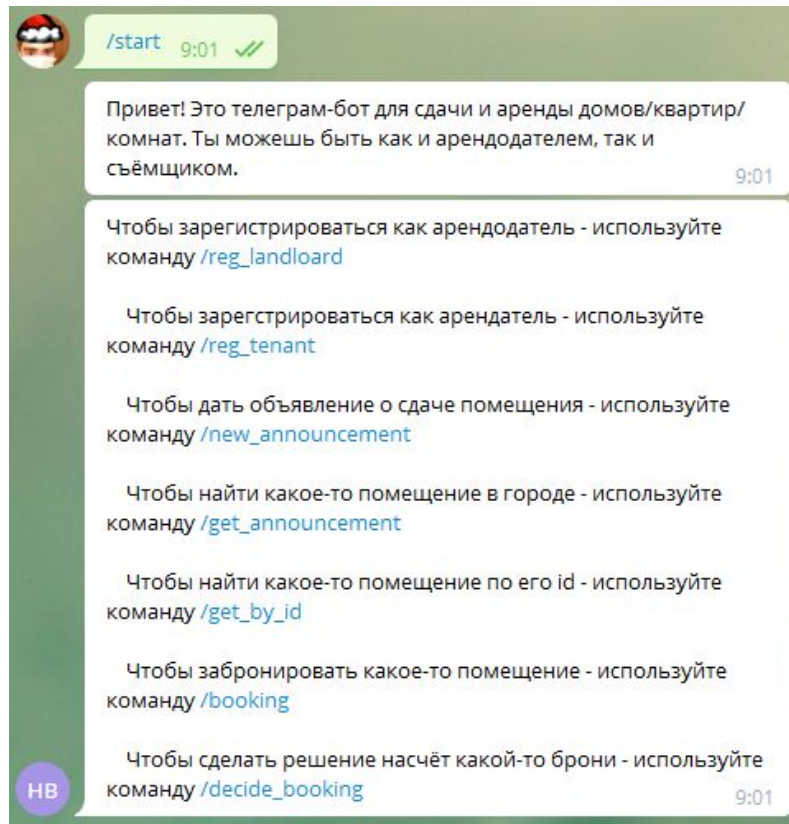 /start 9:01
Привет! Это телеграм-бот для сдачи и аренды домов/квартир/
комнат. Ты можешь быть как и арендодателем, так и
съёмщиком. 9:01
Чтобы зарегистрироваться как арендодатель - используйте
команду /reg_landloard
Чтобы зарегстрироваться как арендатель - используйте
команду /reg_tenant
Чтобы дать объявление о сдаче помещения - используйте
команду /new_announcement
Чтобы найти какое-то помещение в городе - используйте
команду /get_announcement
Чтобы найти какое-то помещение по его id - используйте
команду /get_by_id
Чтобы забронировать какое-то помещение - используйте
команду /booking
Чтобы сделать решение насчёт какой-то брони - используйте
НВ команду /decide_booking 9:01